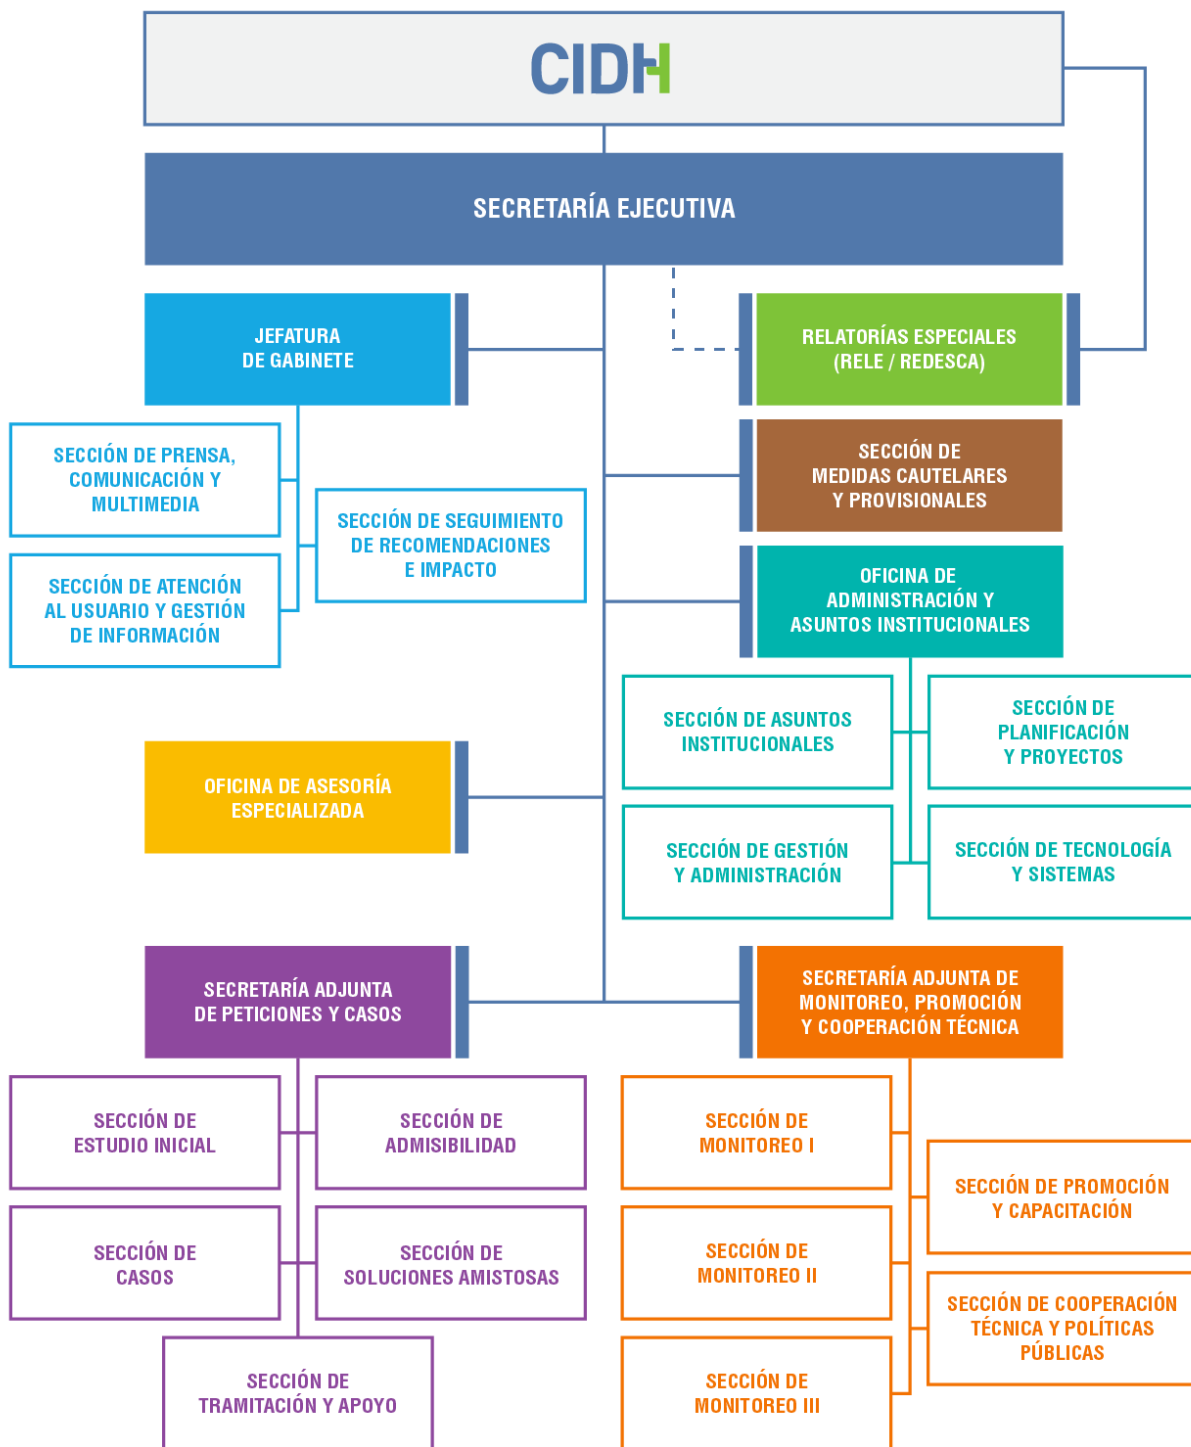 CIDH
SECRETARÍA EJECUTIVA
JEFATURA
DE GABINETE
RELATORÍAS ESPECIALES
(RELE / REDESCA)
SECCIÓN DE PRENSA,
COMUNICACIÓN Y
MULTIMEDIA
SECCIÓN DE SEGUIMIENTO
DE RECOMENDACIONES
E IMPACTO
SECCIÓN DE ATENCIÓN
AL USUARIO Y GESTIÓN
DE INFORMACIÓN
SECCIÓN DE
MEDIDAS CAUTELARES
Y PROVISIONALES
OFICINA DE
ADMINISTRACIÓN Y
ASUNTOS INSTITUCIONALES
SECCIÓN DE ASUNTOS
INSTITUCIONALES
SECCIÓN DE
PLANIFICACIÓN
Y PROYECTOS
SECCIÓN DE GESTIÓN
Y ADMINISTRACIÓN
SECCIÓN DE TECNOLOGÍA
Y SISTEMAS
OFICINA DE ASESORÍA
ESPECIALIZADA
SECRETARÍA ADJUNTA
DE PETICIONES Y CASOS
SECCIÓN DE
ESTUDIO INICIAL
SECCIÓN DE
ADMISIBILIDAD
SECCIÓN DE
CASOS
SECCIÓN DE
SOLUCIONES AMISTOSAS
SECCIÓN DE
TRAMITACIÓN Y APOYO
SECRETARÍA ADJUNTA DE
MONITOREO, PROMOCIÓN
Y COOPERACIÓN TÉCNICA
SECCIÓN DE
MONITOREO I
SECCIÓN DE PROMOCIÓN
Y CAPACITACIÓN
SECCIÓN DE
MONITOREO II
SECCIÓN DE COOPERACIÓN
TÉCNICA Y POLÍTICAS
PÚBLICAS
SECCIÓN DE
MONITOREO III